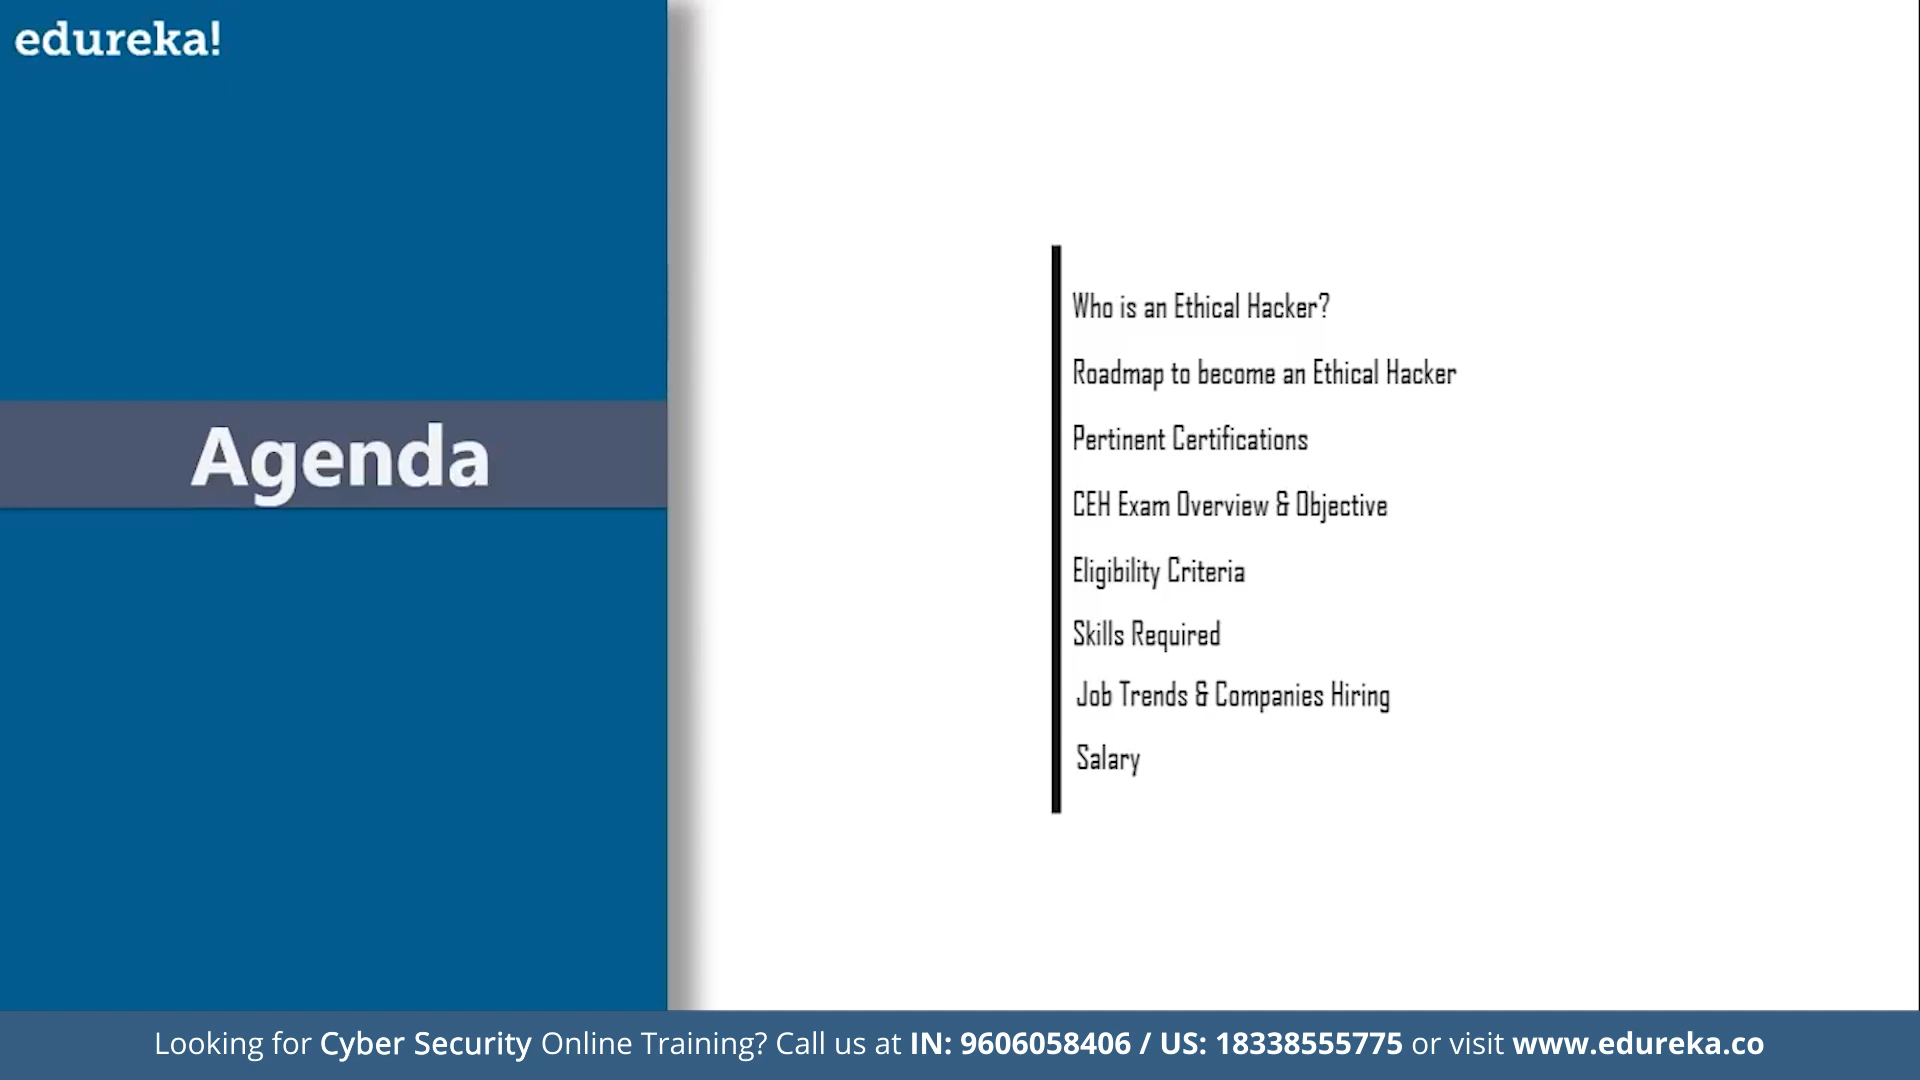 edureka!
Agenda
Who is an Ethical Hacker?
Roadmap to become an Ethical Hacker
Pertinent Certifications
CEH Exam Overview & Objective
Eligibility Criteria
Skills Required
Job Trends & Companies Hiring
Salary
Looking for Cyber Security Online Training? Call us at IN: 9606058406 / US: 18338555775 or visit www.edureka.co